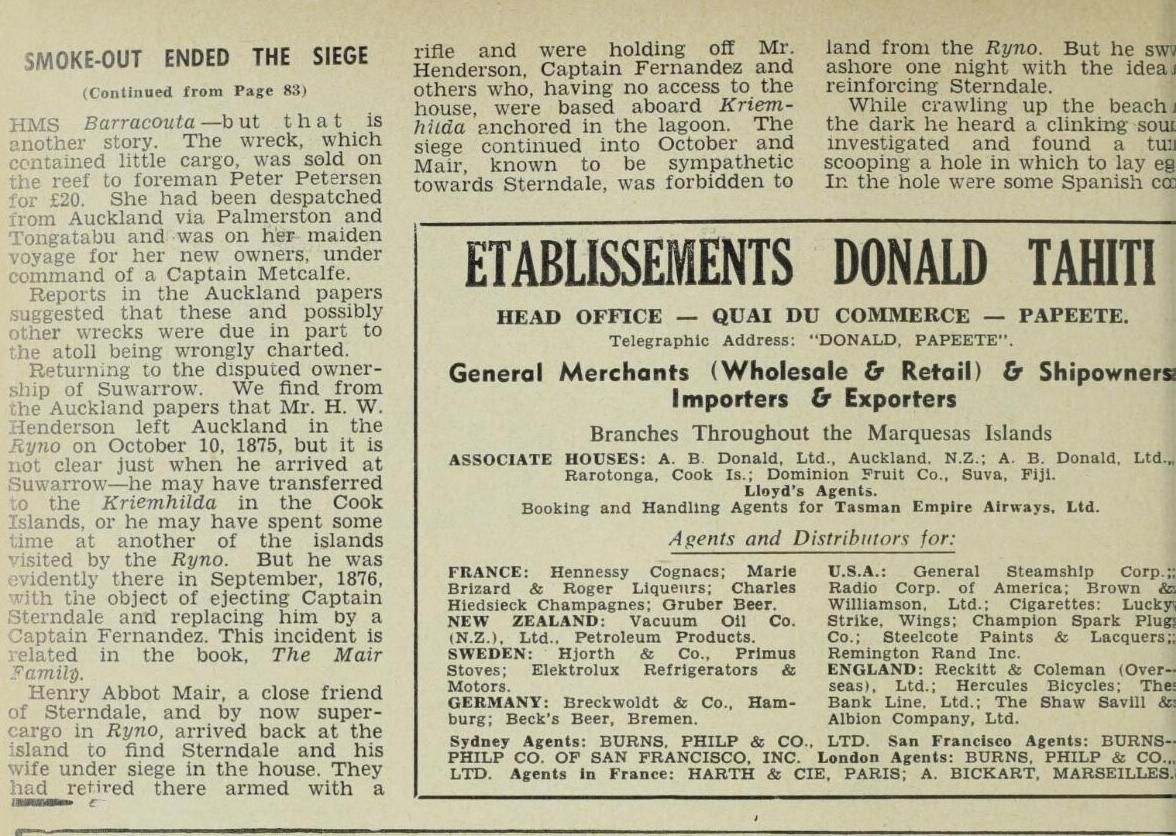 SMOKE-OUT ENDED THE SIEGE
(Continued from Page 83)
HMS Barracouta—but that is
another story. The wreck, which
contained little cargo, was sold on
the reef to foreman Peter Petersen
for £20. She had been despatched
from Auckland via Palmerston and
Tongatabu and was on her maiden
voyage for her new owners, under
command of a Captain Metcalfe.
Reports in the Auckland papers
suggested that these and possibly
other wrecks were due in part to
the atoll being wrongly charted.
Returning to the disputed owner-
ship of Suwarrow. We find from
the Auckland papers that Mr. H. W.
Henderson left Auckland in the
Ryno on October 10, 1875, but it is
not clear just when he arrived at
Suwarrow—he may have transferred
to the Kriemhilda in the Cook
Islands, or he may have spent some
time at another of the islands
visited by the Ryno. But he was
evidently there in September, 1876,
with the object of ejecting Captain
Sterndale and replacing him by a
Captain Fernandez. This incident is
related in the book, The Mair
Family.
Henry Abbot Mair, a close friend
of Sterndale, and by now super-
cargo in Ryno, arrived back at the
island to find Sterndale and his
wife under siege in the house. They
had retired there armed with a
rifle and were holding off Mr.
Henderson, Captain Fernandez and
others who, having no access to the
house, were based aboard Kriem-
hilda anchored in the lagoon. The
siege continued into October and
Mair, known to be sympathetic
towards Sterndale, was forbidden to
land from the Ryno. But he
ashore one night with the idea
reinforcing Sterndale.
While crawling up the beach
the dark he heard a clinking
investigated and found a
scooping a hole in which to lay
In the hole were some Spanish
ETABLISSEMENTS DONALD TAHITI
HEAD OFFICE — QUAI DU COMMERCE — PAPEETE.
Telegraphic Address: "DONALD, PAPEETE".
General Merchants (Wholesale & Retail) & Shipowners
Importers & Exporters
Branches Throughout the Marquesas Islands
ASSOCIATE HOUSES: A. B. Donald, Ltd., Auckland, N.Z.; A. B. Donald, Ltd.,
Rarotonga, Cook Is.; Dominion Fruit Co., Suva, Fiji.
Lloyd's Agents.
Booking and Handling Agents for Tasman Empire Airways, Ltd.
Agents and Distributors for:
FRANCE: Hennessy Cognacs; Marie
Brizard & Roger Liqueurs; Charles
Hiedsieck Champagnes; Gruber Beer.
NEW ZEALAND: Vacuum Oil Co.
(N.Z.), Ltd., Petroleum Products.
SWEDEN: Hjorth & Co., Primus
Stoves; Elektrolux Refrigerators &
Motors.
GERMANY: Breckwoldt & Co., Ham-
burg; Beck's Beer, Bremen.
U.S.A.: General Steamship Corp.;
Radio Corp. of America; Brown &
Williamson, Ltd.; Cigarettes: Lucky
Strike, Wings; Champion Spark Plug
Co.; Steelcote Paints & Lacquers;
Remington Rand Inc.
ENGLAND: Reckitt & Coleman (Over-
seas), Ltd.; Hercules Bicycles; The
Bank Line, Ltd.; The Shaw Savill &
Albion Company, Ltd.
Sydney Agents: BURNS, PHILP & CO., LTD. San Francisco Agents: BURNS-
PHILP CO. OF SAN FRANCISCO, INC. London Agents: BURNS, PHILP & CO.,
LTD. Agents in France: HARTH & CIE, PARIS; A. BICKART, MARSEILLES.